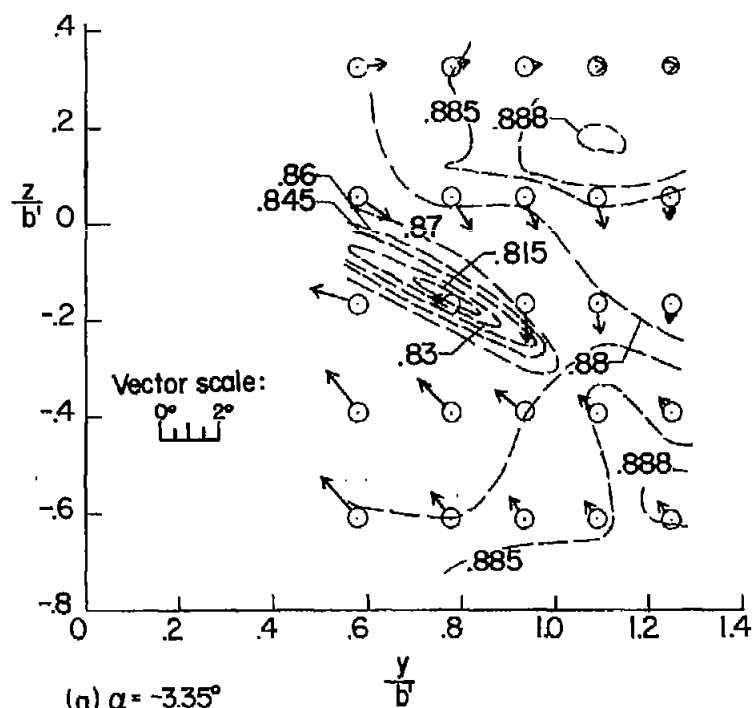 .4
.2
z
b'
0
-.2
-.4
-.6
-.8
.885
.888
.86
.845
.87
.815
.83
.88
Vector scale:
0° 2°
.888
.885
0 .2 .4 .6 .8 1.0 1.2 1.4
y
b'
(a) α = -3.35°